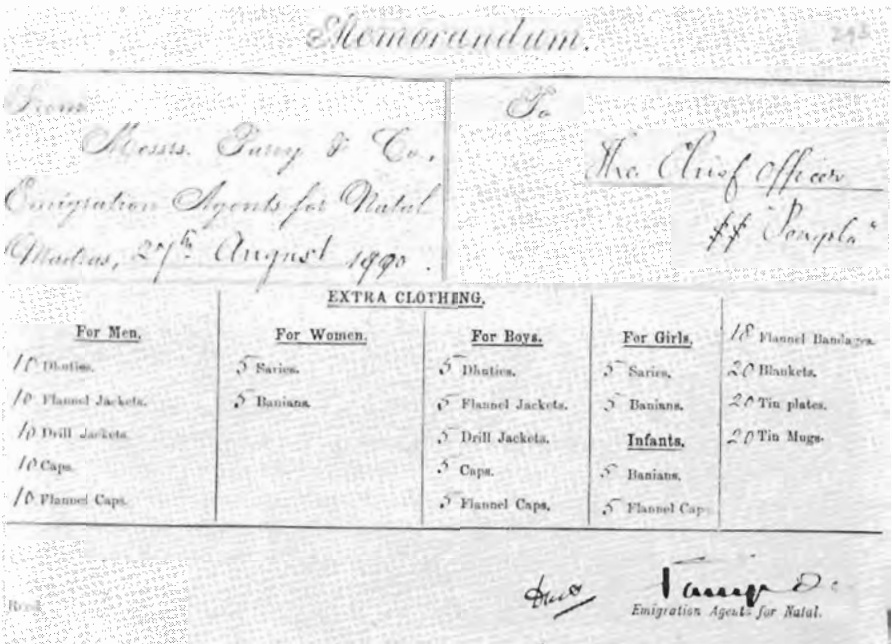 Memorandum.
From
Messrs. Parry & Co.,
Emigration Agents for Natal
Madras, 27th August 1890.
To
The Chief Officer
EXTRA CLOTHING.
For Men.
10 Dhuties.
10 Flannel Jackets.
10 Drill Jackets.
10 Caps.
10 Flannel Caps.
For Women.
5 Saries.
5 Banians.
For Boys.
5 Dhuties.
5 Flannel Jackets.
5 Drill Jackets.
5 Caps.
5 Flannel Caps.
For Girls.
5 Saries.
5 Banians.
Infants.
5 Banians.
5 Flannel Caps
18 Flannel Bandages.
20 Blankets.
20 Tin plates.
20 Tin Mugs.
Emigration Agents for Natal.